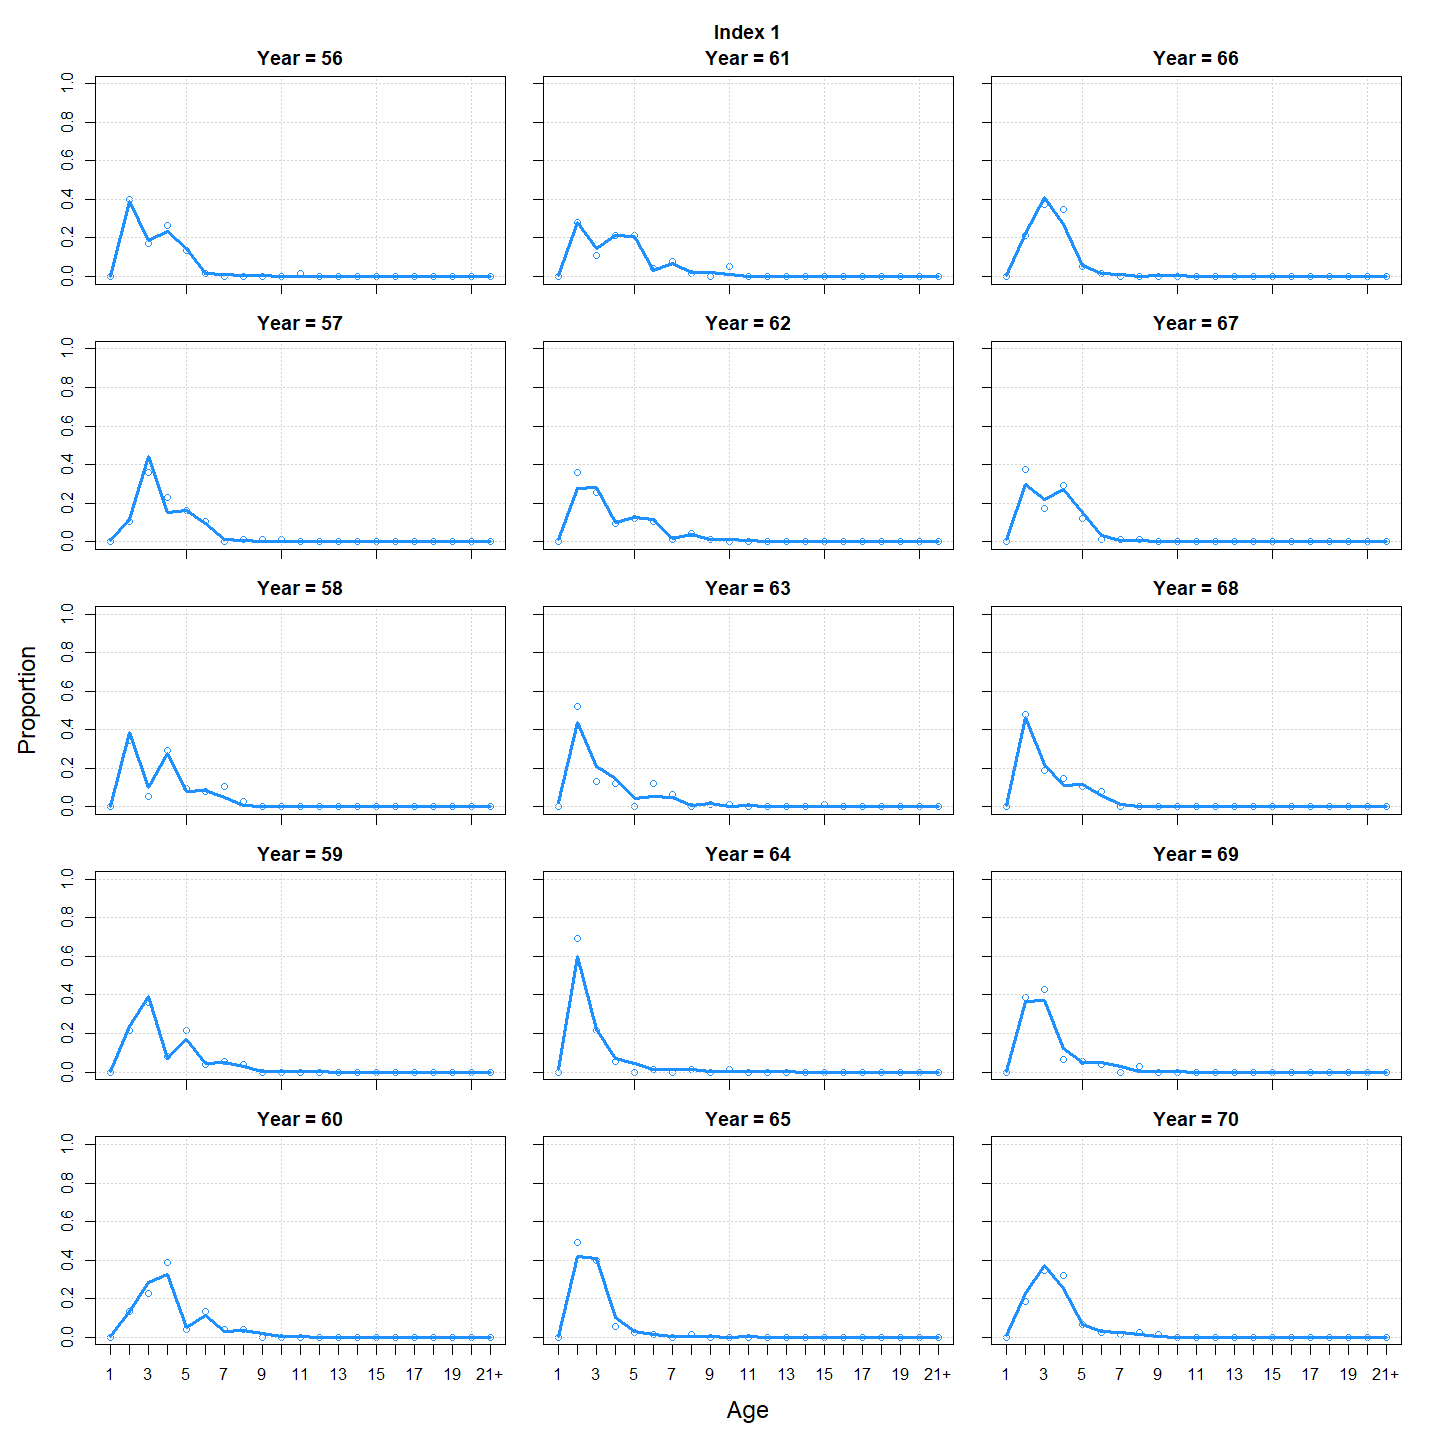 Index 1
Year = 56
Year = 61
Year = 66
0.0 0.2 0.4 0.6 0.8 1.0
Year = 57
Year = 62
Year = 67
0.0 0.2 0.4 0.6 0.8 1.0
Year = 58
Year = 63
Year = 68
0.0 0.2 0.4 0.6 0.8 1.0
Proportion
Year = 59
Year = 64
Year = 69
0.0 0.2 0.4 0.6 0.8 1.0
Year = 60
Year = 65
Year = 70
0.0 0.2 0.4 0.6 0.8 1.0
1 3 5 7 9 11 13 15 17 19 21+
1 3 5 7 9 11 13 15 17 19 21+
1 3 5 7 9 11 13 15 17 19 21+
Age